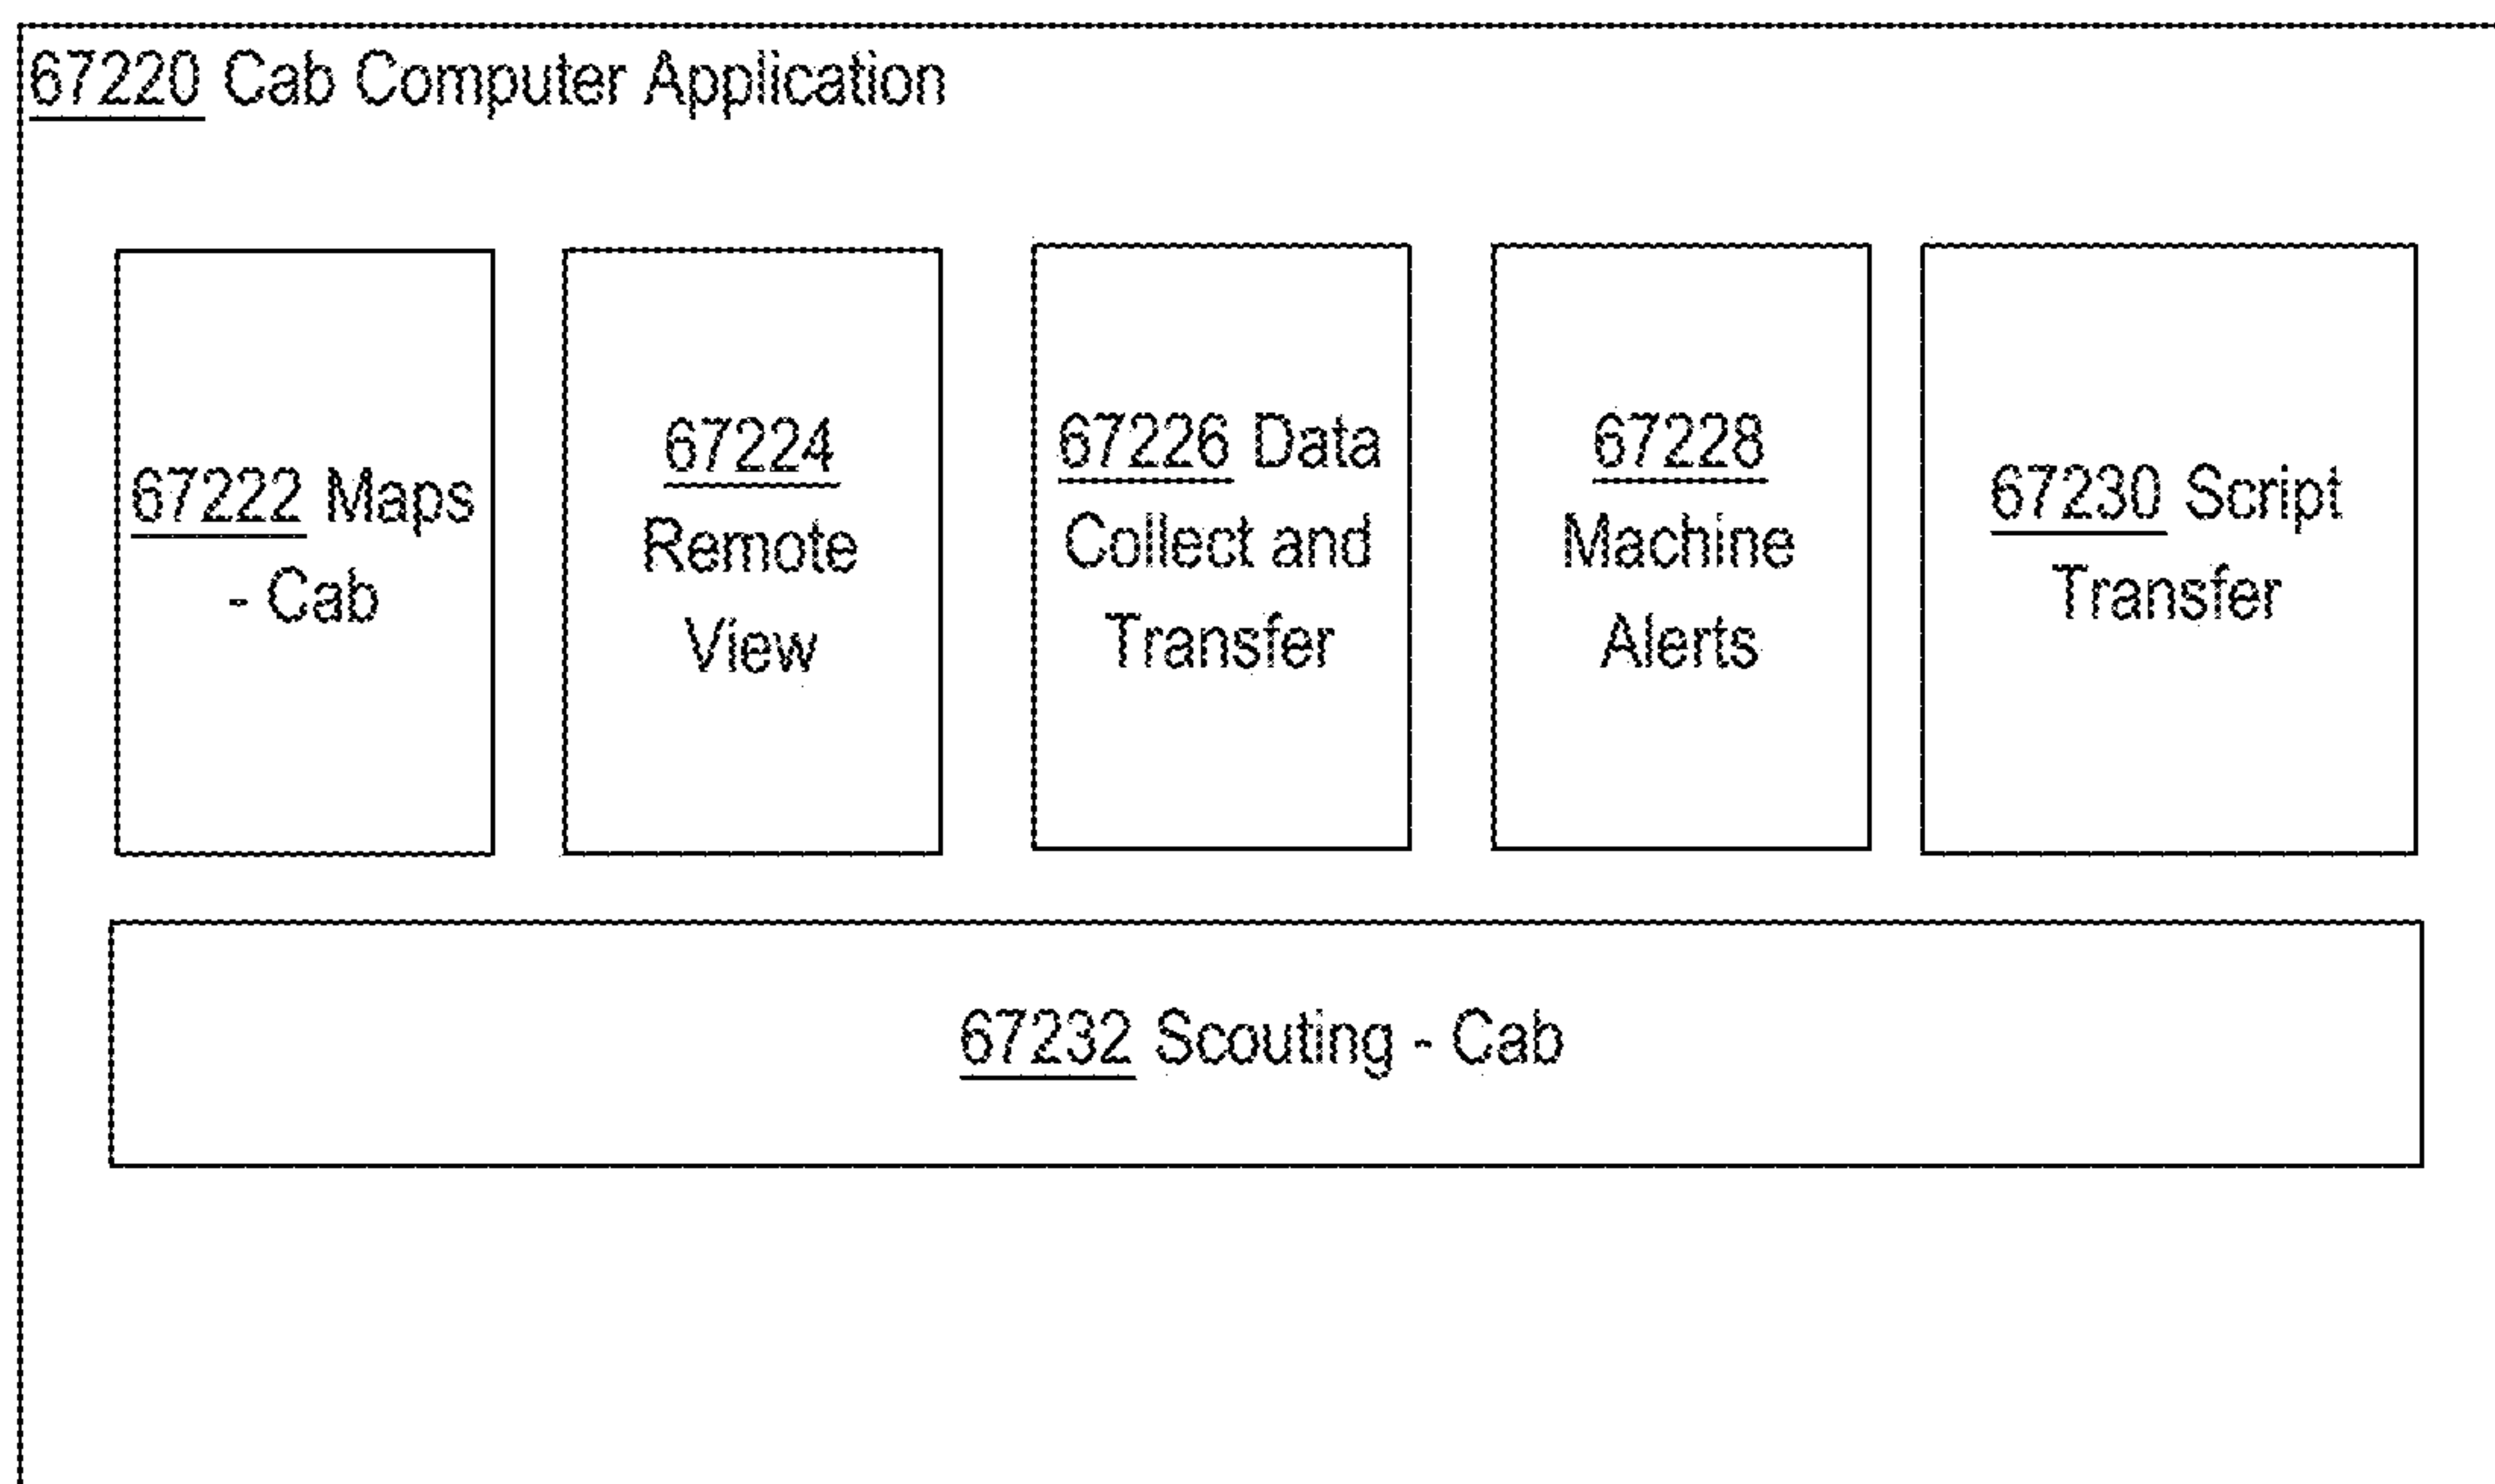 67220 Cab Computer Application
67222 Maps
- Cab
67224
Remote
View
67226 Data
Collect and
Transfer
67228
Machine
Alerts
67230 Script
Transfer
67232 Scouting - Cab